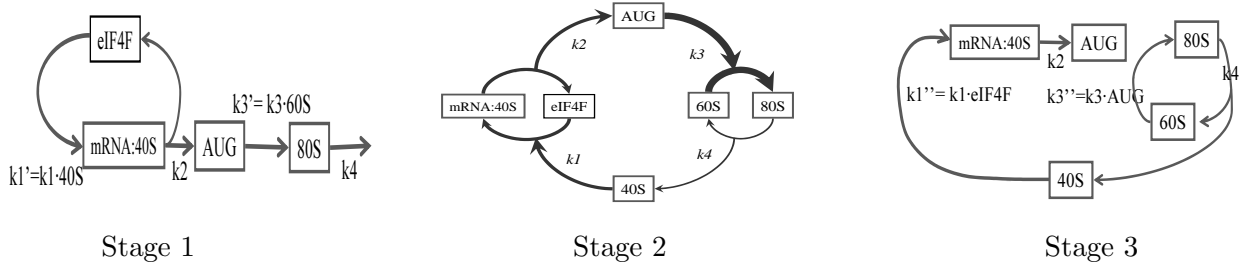 eIF4F
k3'= k3·60S
mRNA:40S
AUG
80S
k1'=k1·40S
k2
k4
Stage 1
AUG
k2
k3
mRNA:40S
eIF4F
60S
80S
k1
k4
40S
Stage 2
mRNA:40S
AUG
80S
k2
k4
k1''= k1·eIF4F
k3''=k3·AUG
60S
40S
Stage 3